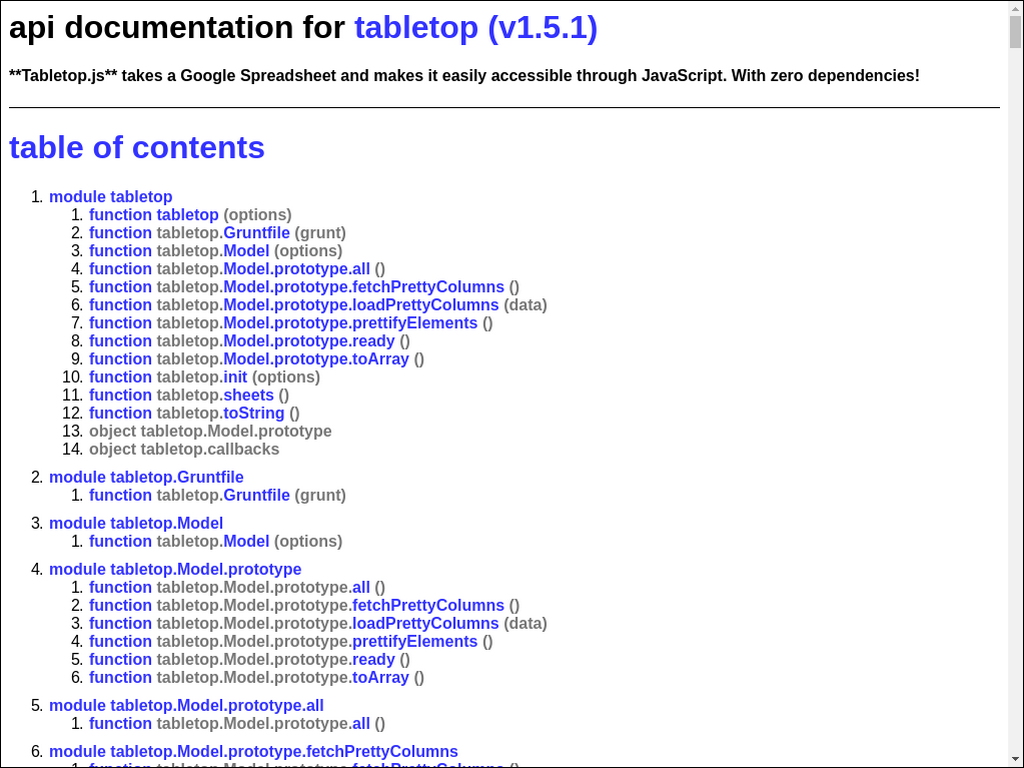 api documentation for tabletop (v1.5.1)
**Tabletop.js** takes a Google Spreadsheet and makes it easily accessible through JavaScript. With zero dependencies!
table of contents
1. module tabletop
1. function tabletop (options)
2. function tabletop.Gruntfile (grunt)
3. function tabletop.Model (options)
4. function tabletop.Model.prototype.all ()
5. function tabletop.Model.prototype.fetchPrettyColumns ()
6. function tabletop.Model.prototype.loadPrettyColumns (data)
7. function tabletop.Model.prototype.prettifyElements ()
8. function tabletop.Model.prototype.ready ()
9. function tabletop.Model.prototype.toArray ()
10. function tabletop.init (options)
11. function tabletop.sheets ()
12. function tabletop.toString ()
13. object tabletop.Model.prototype
14. object tabletop.callbacks
2. module tabletop.Gruntfile
1. function tabletop.Gruntfile (grunt)
3. module tabletop.Model
1. function tabletop.Model (options)
4. module tabletop.Model.prototype
1. function tabletop.Model.prototype.all ()
2. function tabletop.Model.prototype.fetchPrettyColumns ()
3. function tabletop.Model.prototype.loadPrettyColumns (data)
4. function tabletop.Model.prototype.prettifyElements ()
5. function tabletop.Model.prototype.ready ()
6. function tabletop.Model.prototype.toArray ()
5. module tabletop.Model.prototype.all
1. function tabletop.Model.prototype.all ()
6. module tabletop.Model.prototype.fetchPrettyColumns
1. function tabletop.Model.prototype.fetchPrettyColumns ()